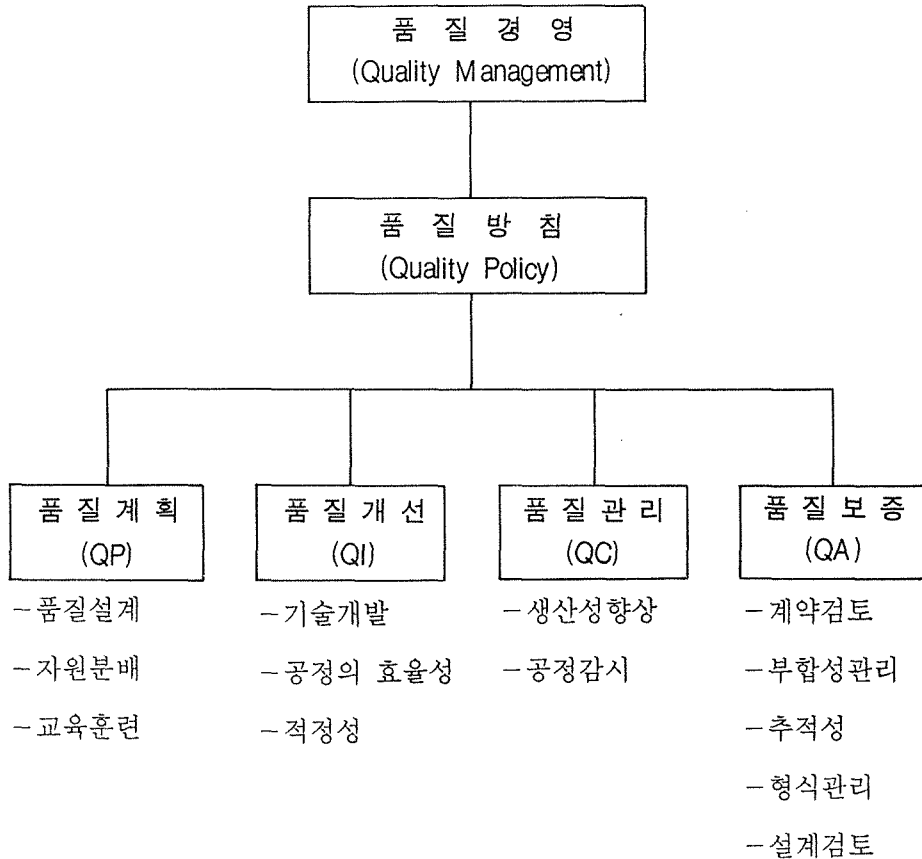 품 질 경 영
(Quality Management)
품 질 방 침
(Quality Policy)
품 질 계 획
(QP)
-품질설계
-자원분배
-교육훈련
품 질 개 선
(QI)
-기술개발
-공정의 효율성
-적정성
품 질 관 리
(QC)
-생산성향상
-공정감시
품 질 보 증
(QA)
-계약검토
-부합성관리
-추적성
-형식관리
-설계검토